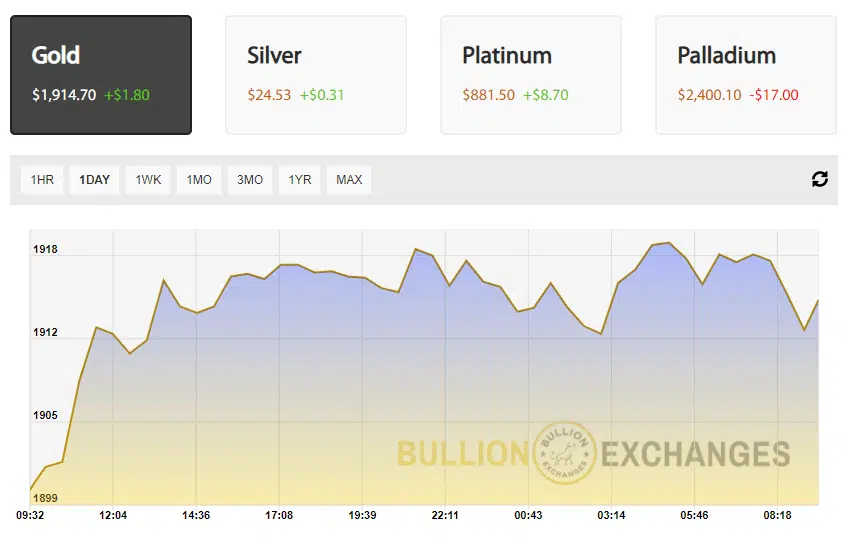 Gold
$1,914.70 +$1.80
Silver
$24.53 +$0.31
Platinum
$881.50 +$8.70
Palladium
$2,400.10 -$17.00
1HR 1DAY 1WK 1MO 3MO 1YR MAX
1918
1912
1905
1899
BULLION BULLION EXCHANGES EXCHANGES
09:32 12:04 14:36 17:08 19:39 22:11 00:43 03:14 05:46 08:18